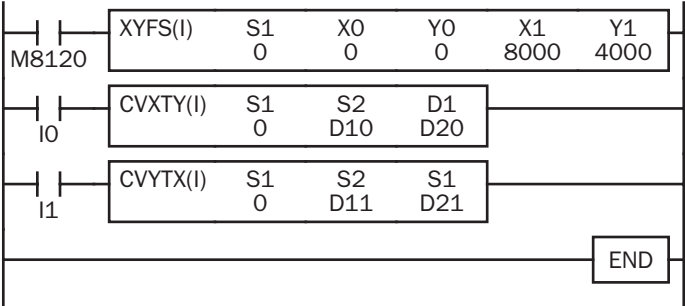 XYFS(I) S1 X0 Y0 X1 Y1
0 0 0 8000 4000
M8120
CVXTY(I) S1 S2 D1
0 D10 D20
I0
CVYTX(I) S1 S2 S1
0 D11 D21
I1
END